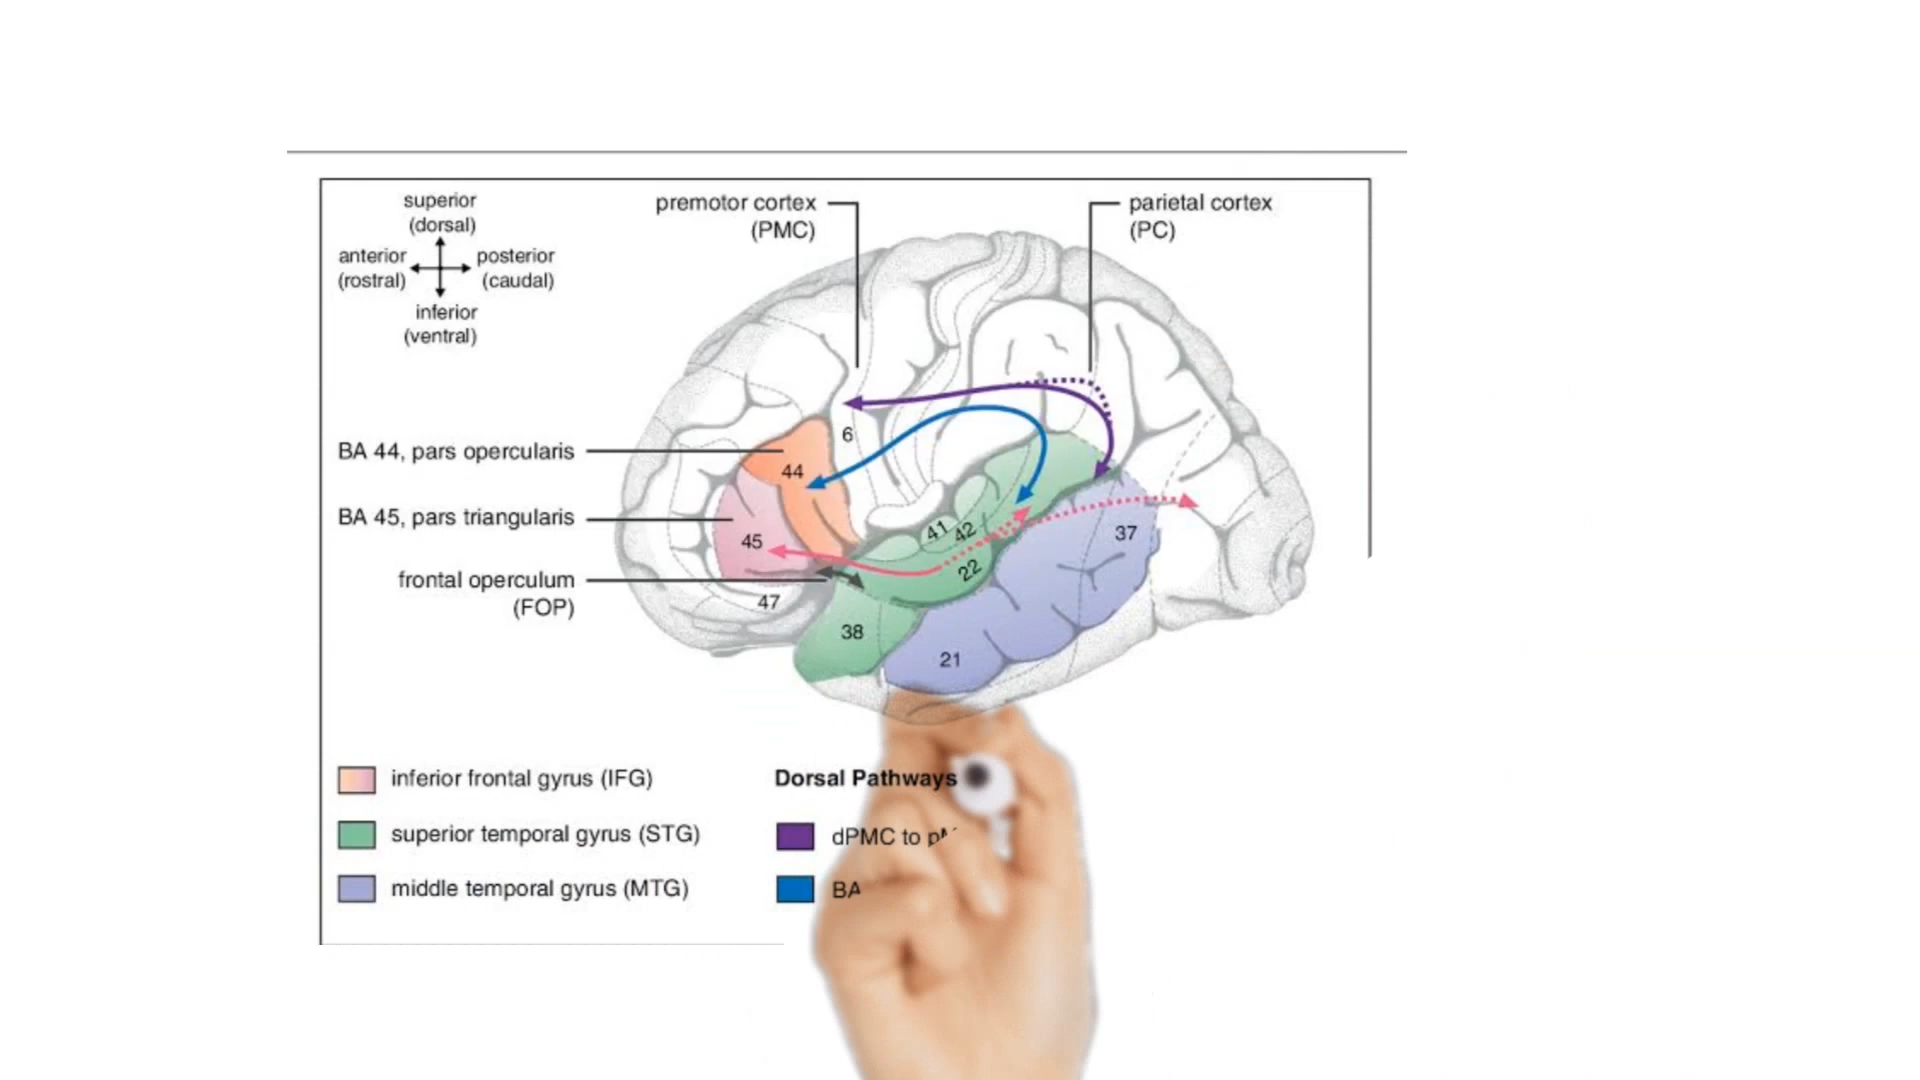 superior
(dorsal)
anterior
(rostral)
posterior
(caudal)
inferior
(ventral)
premotor cortex
(PMC)
parietal cortex
(PC)
BA 44, pars opercularis
BA 45, pars triangularis
frontal operculum
(FOP)
6
44
45
47
41
42
22
37
38
21
inferior frontal gyrus (IFG)
superior temporal gyrus (STG)
middle temporal gyrus (MTG)
Dorsal Pathways
dPMC to
BA